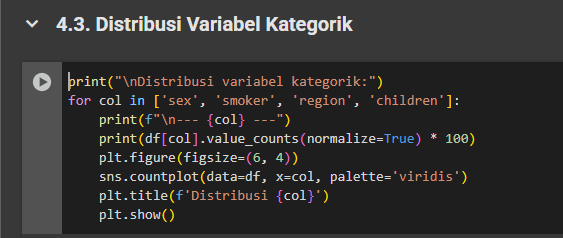 4.3. Distribusi Variabel Kategorik
print("\nDistribusi variabel kategorik:")
for col in ['sex', 'smoker', 'region', 'children']:
    print(f"\n--- {col} ---")
    print(df[col].value_counts(normalize=True) * 100)
    plt.figure(figsize=(6, 4))
    sns.countplot(data=df, x=col, palette='viridis')
    plt.title(f'Distribusi {col}')
    plt.show()